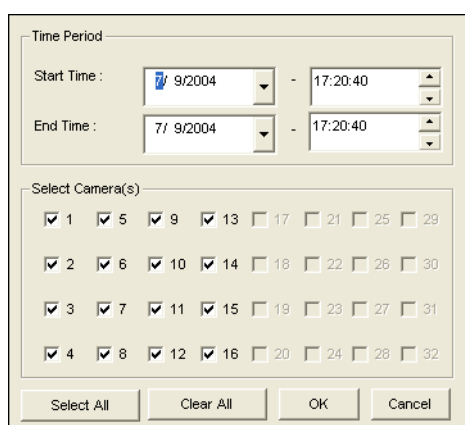 Time Period
Start Time : 7/ 9/2004 - 17:20:40
End Time : 7/ 9/2004 - 17:20:40
Select Camera(s)
1 5 9 13 17 21 25 29
2 6 10 14 18 22 26 30
3 7 11 15 19 23 27 31
4 8 12 16 20 24 28 32
Select All Clear All OK Cancel